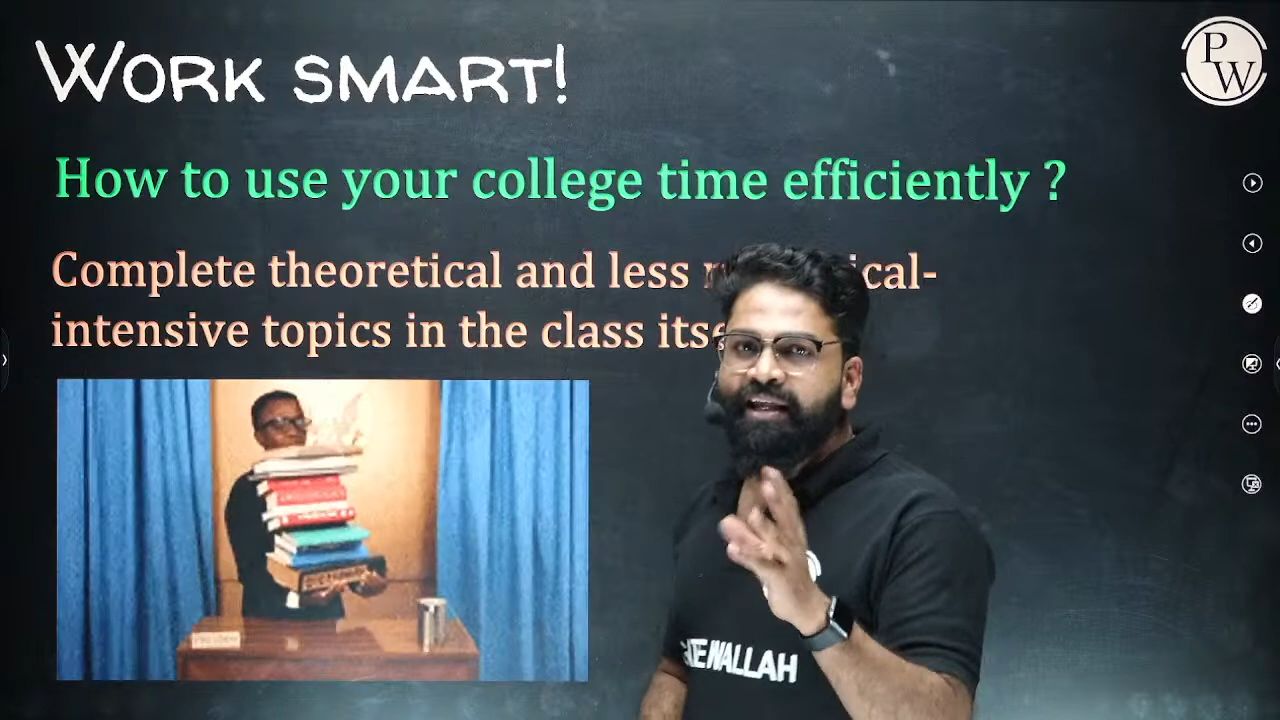 WORK SMART!
PW
How to use your college time efficiently ?
Complete theoretical and less
intensive topics in the class
WALLAH